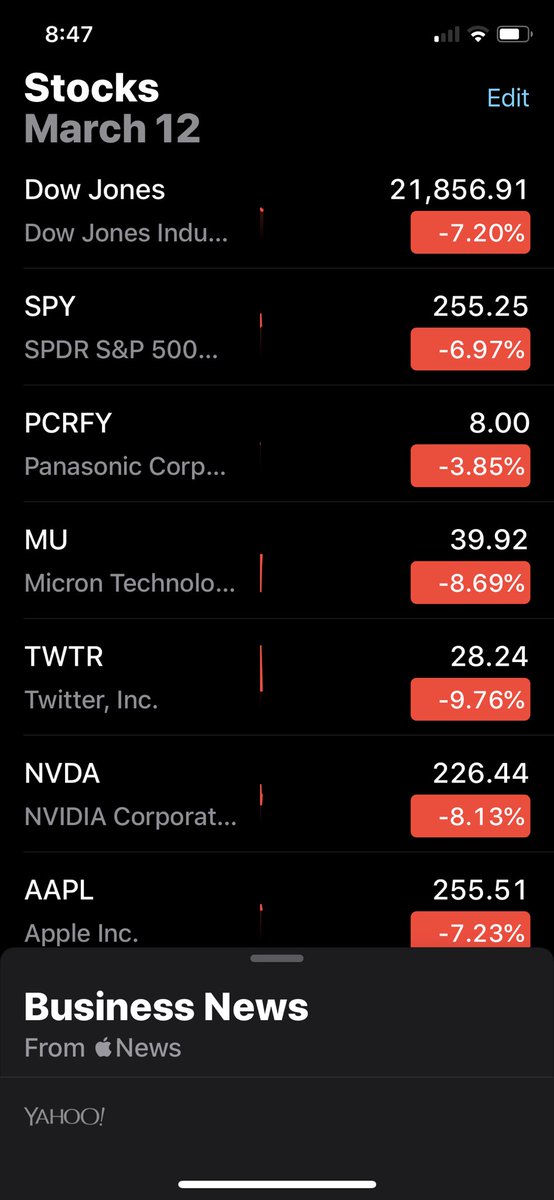 8:47
Stocks
Edit
March 12
Dow Jones
21,856.91
Dow Jones Indu...
-7.20%
SPY
255.25
SPDR S&P 500...
-6.97%
PCRFY
8.00
Panasonic Corp...
-3.85%
MU
39.92
Micron Technolo...
-8.69%
TWTR
28.24
Twitter, Inc.
-9.76%
NVDA
226.44
NVIDIA Corporat...
-8.13%
AAPL
255.51
Apple Inc.
-7.23%
Business News
From News
YAHOO!